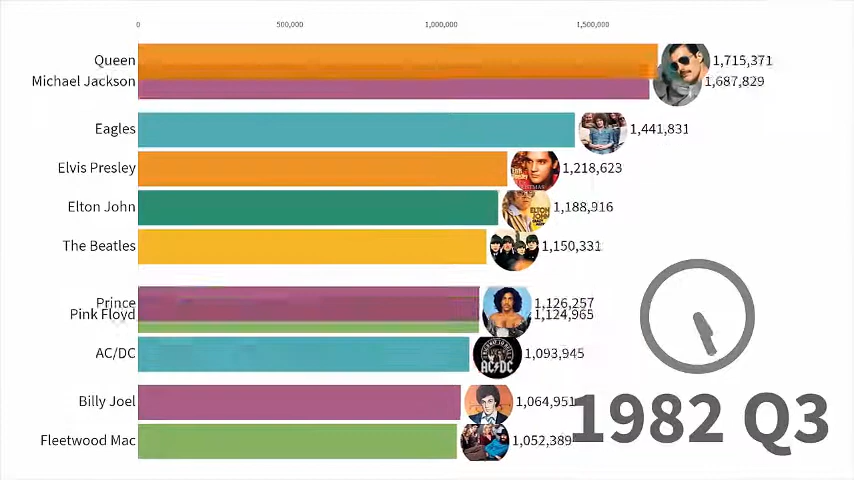 0 500,000 1,000,000 1,500,000
Queen 1,715,371
Michael Jackson 1,687,829
Eagles 1,441,831
Elvis Presley 1,218,623
Elton John 1,188,916
The Beatles 1,150,331
Prince 1,126,257
Pink Floyd 1,124,965
AC/DC 1,093,945
Billy Joel 1,064,951
Fleetwood Mac 1,052,389
1982 Q3